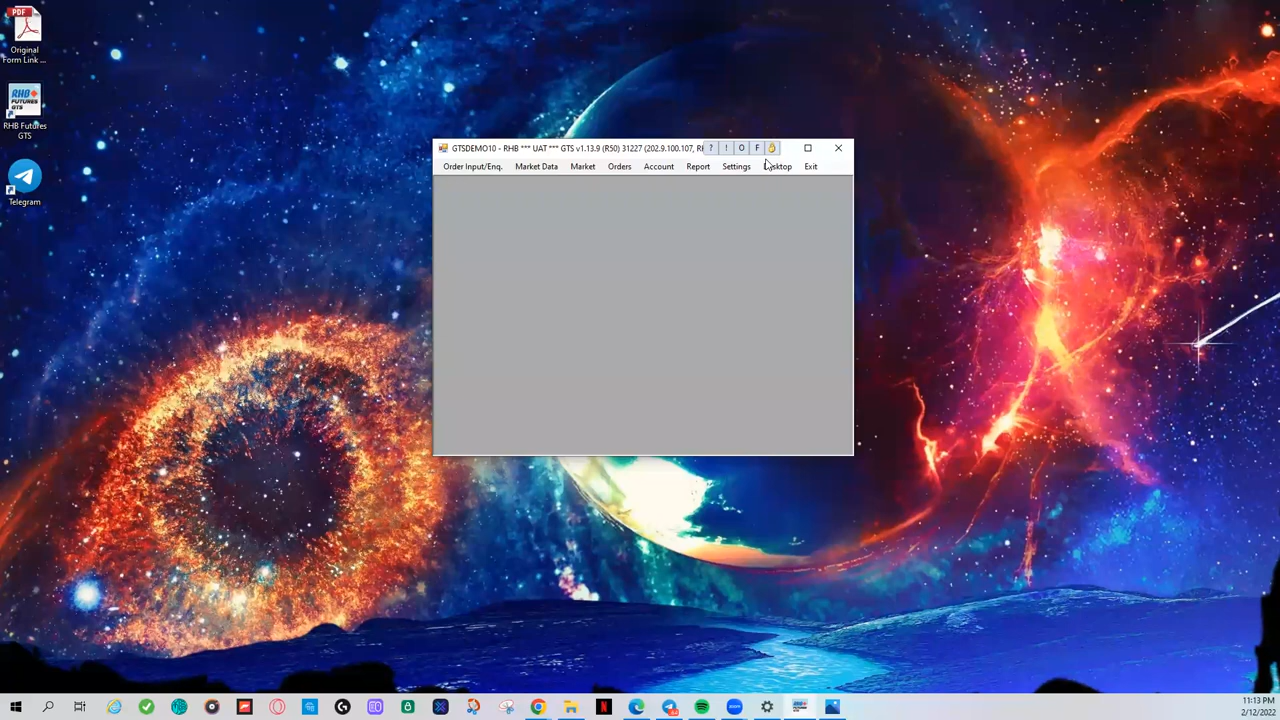 PDF
Original
Form Link ...
RHB
FUTURES
GTS
RHB Futures
GTS
Telegram
GTSDEMO10 - RHB *** UAT *** GTS v1.13.9 (R50) 31227 (202.9.100.107, R
? ! O F
Order Input/Enq. Market Data Market Orders Account Report Settings Desktop Exit
11:13 PM
2/12/2022